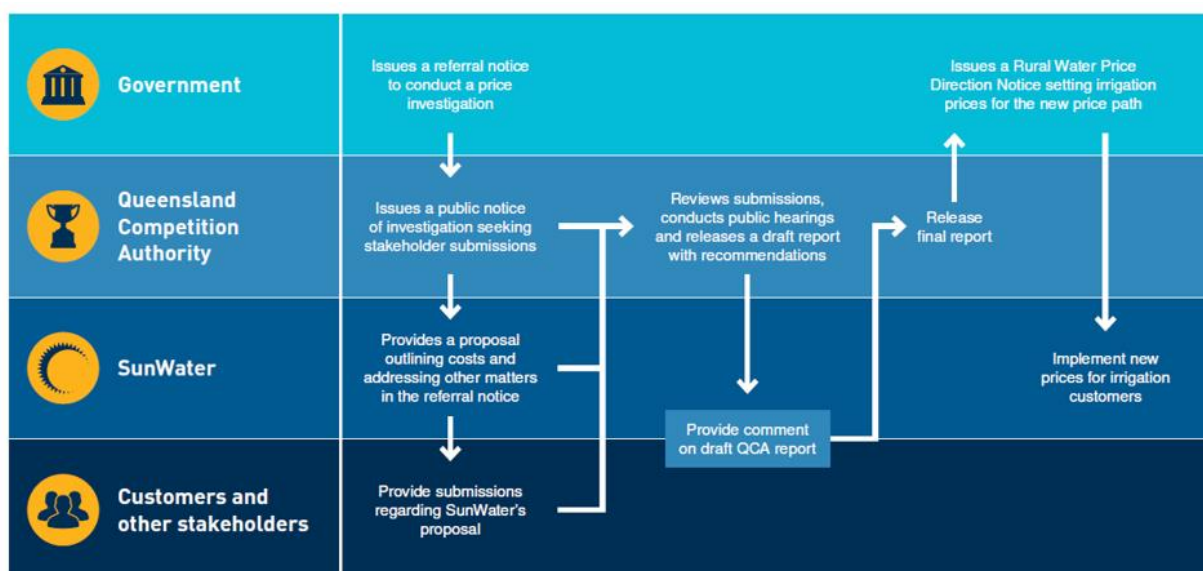 Government
Issues a referral notice
to conduct a price
investigation
Issues a Rural Water Price
Direction Notice setting irrigation
prices for the new price path
Queensland
Competition
Authority
Issues a public notice
of investigation seeking
stakeholder submissions
Reviews submissions,
conducts public hearings
and releases a draft report
with recommendations
Release
final report
SunWater
Provides a proposal
outlining costs and
addressing other matters
in the referral notice
Implement new
prices for irrigation
customers
Provide comment
on draft QCA report
Customers and
other stakeholders
Provide submissions
regarding SunWater's
proposal